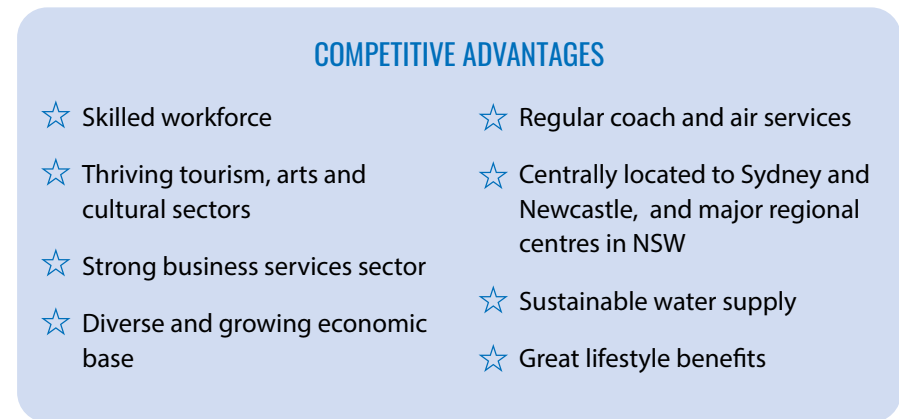 COMPETITIVE ADVANTAGES
Skilled workforce
Thriving tourism, arts and
cultural sectors
Strong business services sector
Diverse and growing economic
base
Regular coach and air services
Centrally located to Sydney and
Newcastle,  and major regional
centres in NSW
Sustainable water supply
Great lifestyle benefits